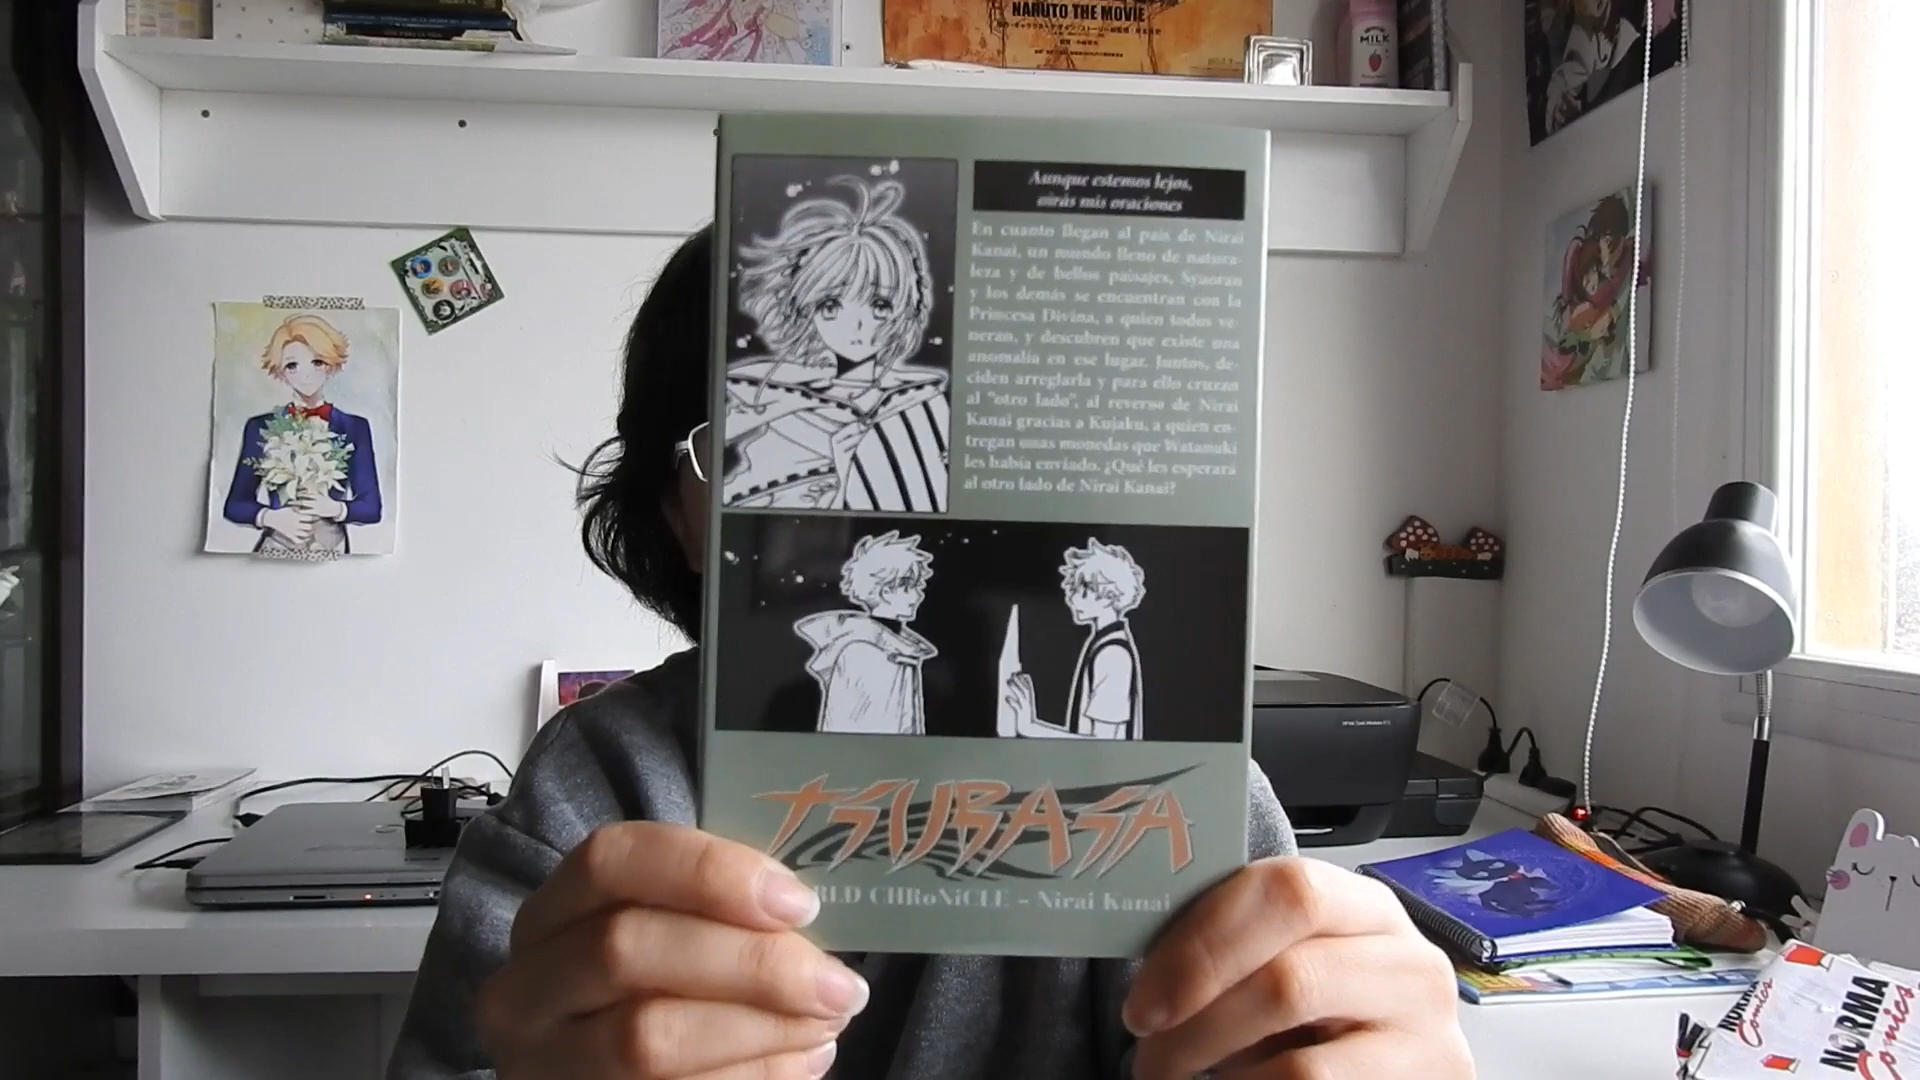 NARUTO THE MOVIE
MILK
Aunque estemos lejos,
oirás mis oraciones
En cuanto llegan al país de Nirai
Kanai, un mundo lleno de natura-
leza y de bellos paisajes, Syaoran
y los demás se encuentran con la
Princesa Divina, a quien todos ve-
neran, y descubren que existe una
anomalía en ese lugar. Juntos, de-
ciden arreglarla y para ello cruzan
al "otro lado", al reverso de Nirai
Kanai gracias a Kujaku, a quien en-
tregan unas monedas que Watanuki
les había enviado. ¿Qué les esperará
al otro lado de Nirai Kanai?
TSUBASA
RLD CHRoNiCLE – Nirai Kanai
NORMA
Comics
NORMA
Comics